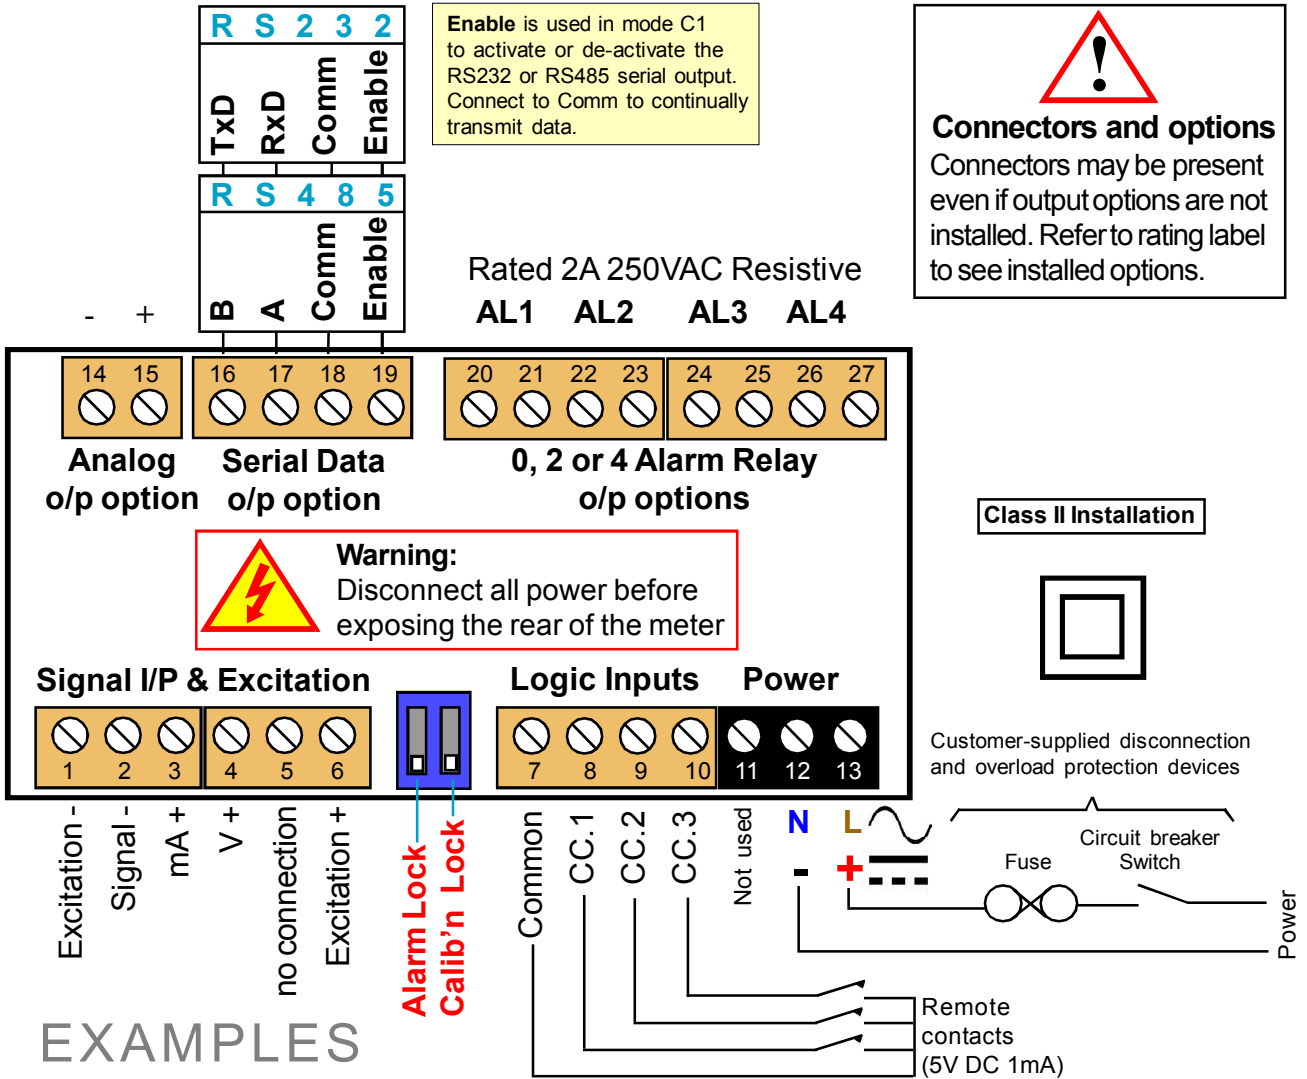 R S 2 3 2
TxD
RxD
Comm
Enable
R S 4 8 5
B
A
Comm
Enable
Enable is used in mode C1
to activate or de-activate the
RS232 or RS485 serial output.
Connect to Comm to continually
transmit data.
!
Connectors and options
Connectors may be present
even if output options are not
installed. Refer to rating label
to see installed options.
Rated 2A 250VAC Resistive
AL1 AL2 AL3 AL4
- +
14 15 16 17 18 19 20 21 22 23 24 25 26 27
Analog
o/p option
Serial Data
o/p option
0, 2 or 4 Alarm Relay
o/p options
Class II Installation
Warning:
Disconnect all power before
exposing the rear of the meter
Signal I/P & Excitation
Logic Inputs
Power
1 2 3 4 5 6 7 8 9 10 11 12 13
Excitation -
Signal -
mA +
V +
no connection
Excitation +
Alarm Lock
Calib'n Lock
Common
CC.1
CC.2
CC.3
Not used
N L
- +
Customer-supplied disconnection
and overload protection devices
Fuse
Circuit breaker
Switch
Power
Remote
contacts
(5V DC 1mA)
EXAMPLES